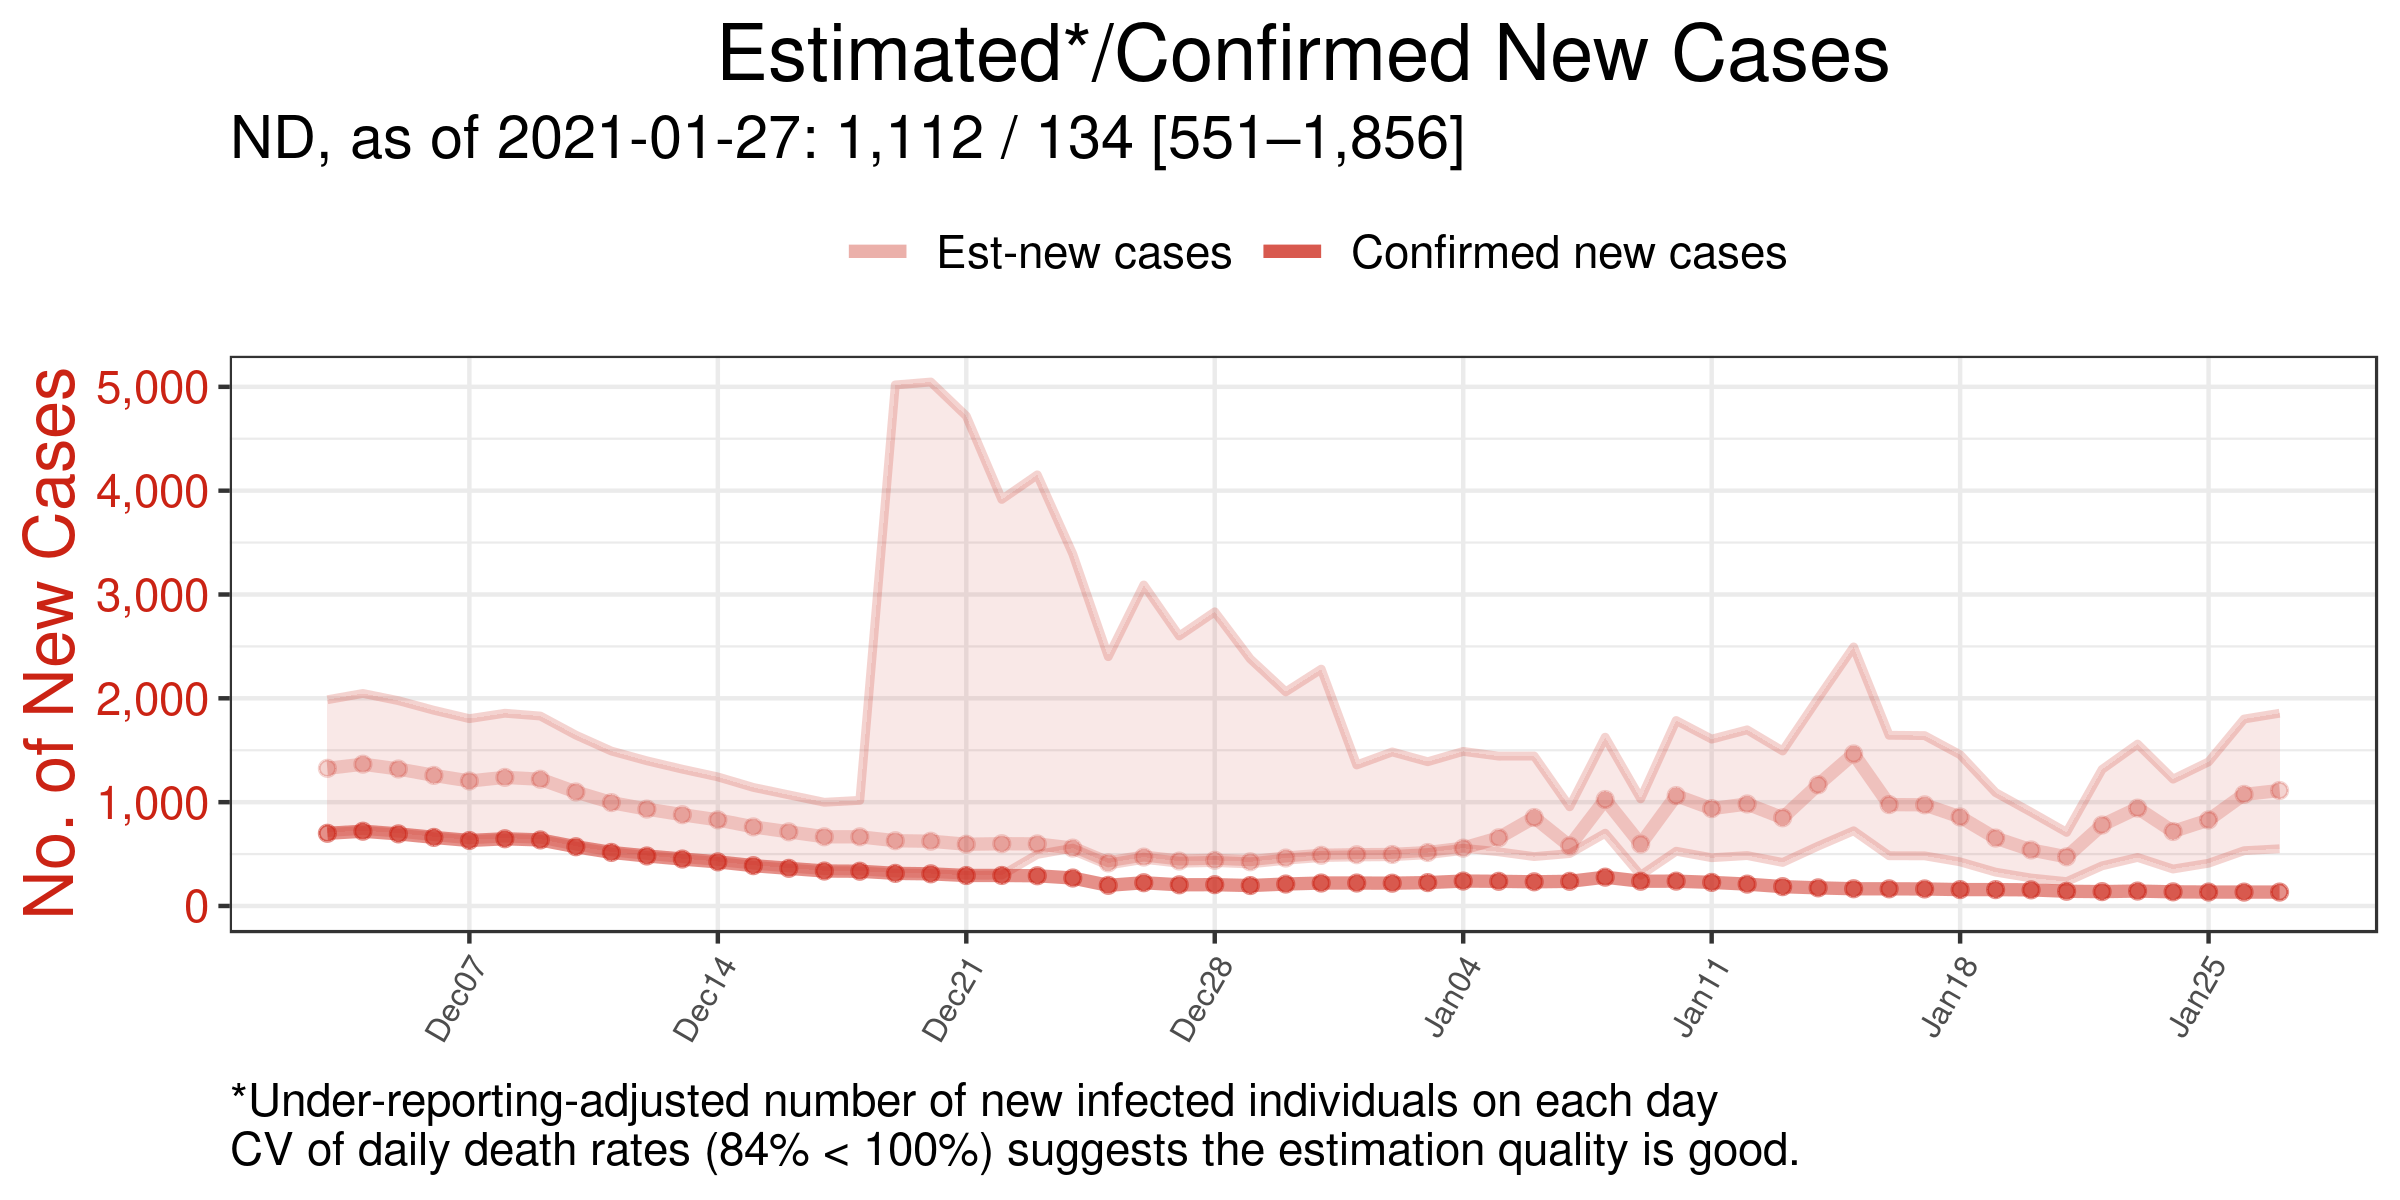 Estimated*/Confirmed New Cases
ND, as of 2021-01-27: 1,112 / 134 [551–1,856]
Est-new cases Confirmed new cases
No. of New Cases
5,000
4,000
3,000
2,000
1,000
0
Dec07 Dec14 Dec21 Dec28 Jan04 Jan11 Jan18 Jan25
*Under-reporting-adjusted number of new infected individuals on each day
CV of daily death rates (84% < 100%) suggests the estimation quality is good.